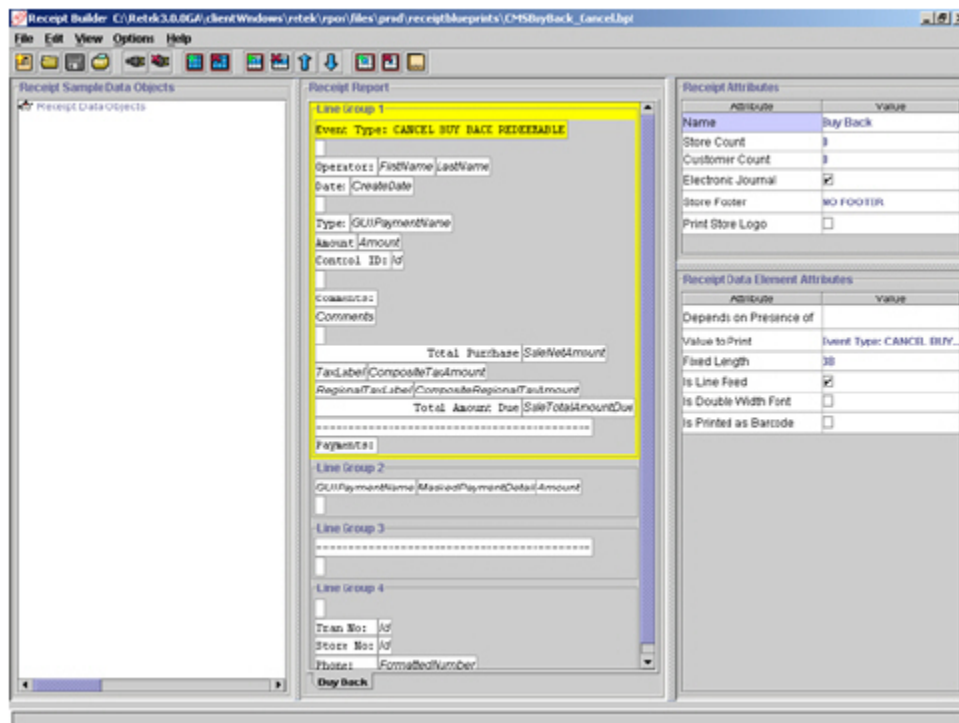 Receipt Builder C:\Retek3.0.0GA\clientWindows\retek\rpos\files\prod\receiptblueprints\CMSBuyBack_Cancel.bpt
File Edit View Options Help
Receipt Sample Data Objects
Receipt Data Objects
Receipt Report
Line Group 1
Event Type: CANCEL BUY BACK REDEEMABLE
Operator: FirstName LastName
Date: CreateDate
Type: GUIPaymentName
Amount Amount
Control ID: Id
Comments:
Comments
Total Purchase SaleNetAmount
TaxLabel CompositeTaxAmount
RegionalTaxLabel CompositeRegionalTaxAmount
Total Amount Due SaleTotalAmountDue
------------------------------------------
Payments:
Line Group 2
GUIPaymentName MaskedPaymentDetail Amount
Line Group 3
------------------------------------------
Line Group 4
Tran No: Id
Store No: Id
Phone: FormattedNumber
Buy Back
Receipt Attributes
Attribute Value
Name Buy Back
Store Count
Customer Count
Electronic Journal
Store Footer NO FOOTER
Print Store Logo
Receipt Data Element Attributes
Attribute Value
Depends on Presence of
Value to Print Event Type: CANCEL BUY...
Fixed Length 38
Is Line Feed
Is Double Width Font
Is Printed as Barcode